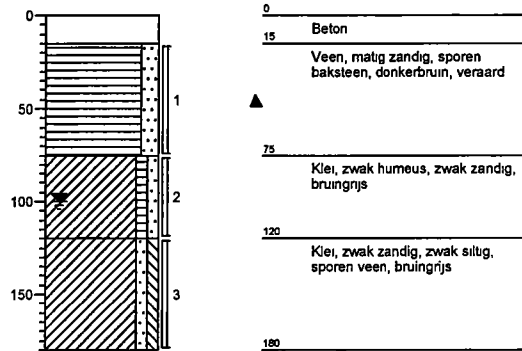 0
50
100
150
1
2
3
0
Beton
15
Veen, matig zandig, sporen
baksteen, donkerbruin, veraard
75
Klei, zwak humeus, zwak zandig,
bruingrijs
120
Klei, zwak zandig, zwak siltig,
sporen veen, bruingrijs
180